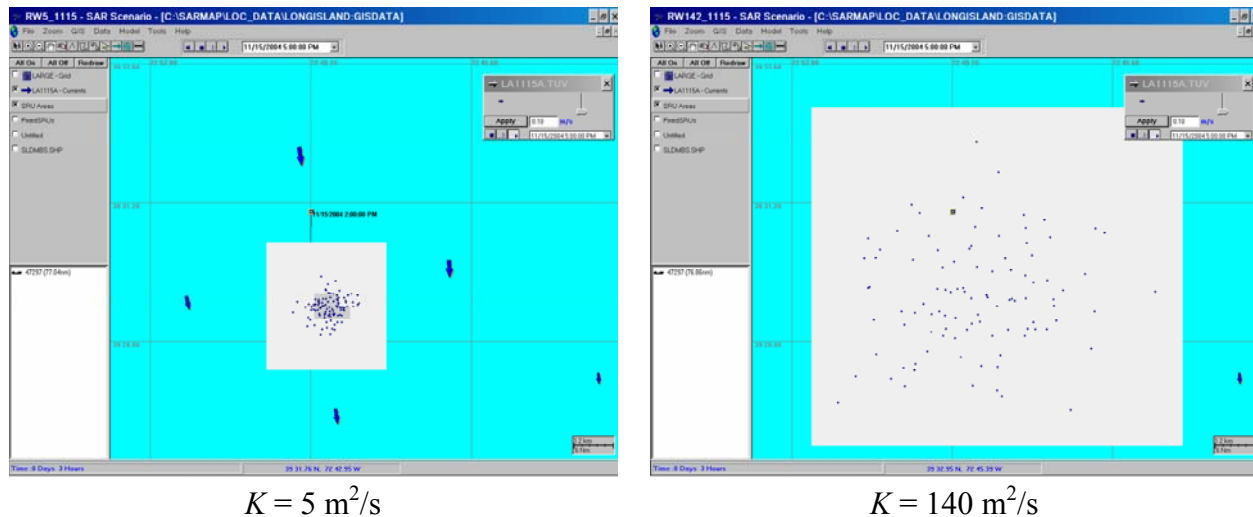 RW5_1115 - SAR Scenario - [C:\SARMAP\LOC_DATA\LONGISLAND:GISDATA]
File Zoom GIS Data Model Tools Help
11/15/2004 5:00:00 PM
All On All Off Redraw
LARGE - Grid
LA1115A - Currents
SRU Areas
FixedSRUs
Untitled
SLDMBS.SHP
LA1115A.TUV
Apply 0.10 m/s
11/15/2004 5:00:00 PM
11/15/2004 2:00:00 PM
47297 (77.04nm)
Time :0 Days 3 Hours
39 31.76 N, 72 42.95 W
K = 5 m²/s
RW142_1115 - SAR Scenario - [C:\SARMAP\LOC_DATA\LONGISLAND:GISDATA]
File Zoom GIS Data Model Tools Help
11/15/2004 5:00:00 PM
All On All Off Redraw
LARGE - Grid
LA1115A - Currents
SRU Areas
FixedSRUs
Untitled
SLDMBS.SHP
LA1115A.TUV
Apply 0.10 m/s
11/15/2004 5:00:00 PM
47297 (76.86nm)
Time :0 Days 3 Hours
39 32.95 N, 72 45.39 W
K = 140 m²/s